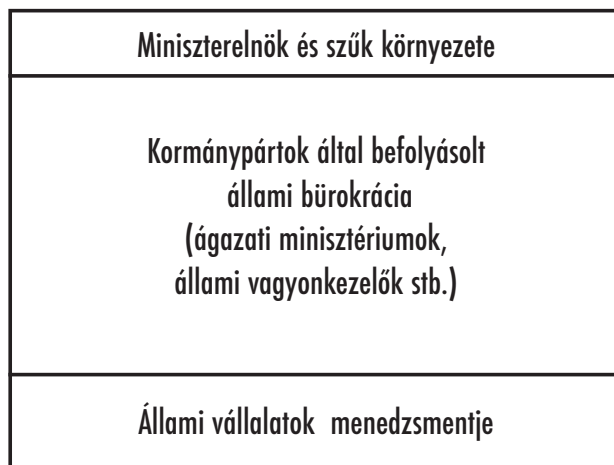 Miniszterelnök és szűk környezete
Kormánypártok által befolyásolt
állami bürokrácia
(ágazati minisztériumok,
állami vagyonkezelők stb.)
Állami vállalatok menedzsmentje